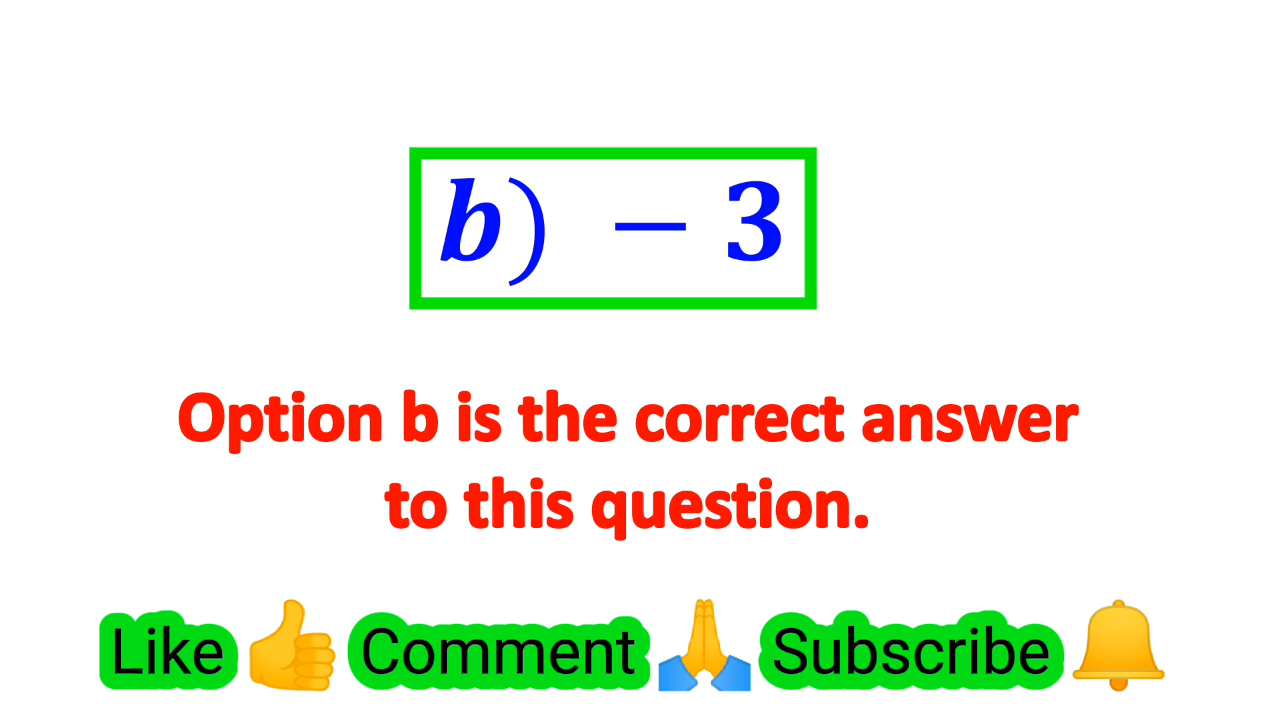 b) − 3
Option b is the correct answer
to this question.
Like Comment Subscribe